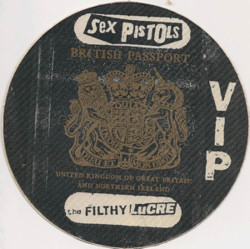 Sex PISTOLS
BRITISH PASSPORT
VIP
UNITED KINGDOM OF GREAT BRITAIN
AND NORTHERN IRELAND
the FILTHY LUCRE